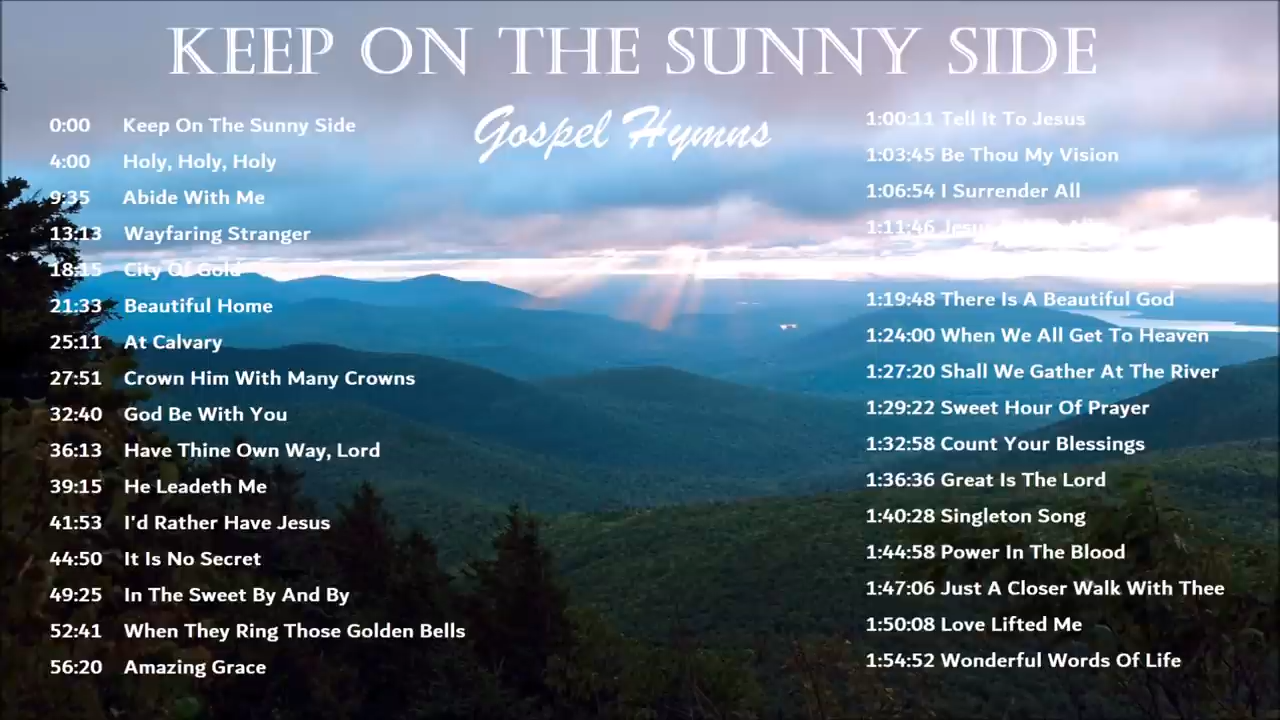 KEEP ON THE SUNNY SIDE
Gospel Hymns
0:00 Keep On The Sunny Side
4:00 Holy, Holy, Holy
9:35 Abide With Me
13:13 Wayfaring Stranger
18:15 City Of Gold
21:33 Beautiful Home
25:11 At Calvary
27:51 Crown Him With Many Crowns
32:40 God Be With You
36:13 Have Thine Own Way, Lord
39:15 He Leadeth Me
41:53 I'd Rather Have Jesus
44:50 It Is No Secret
49:25 In The Sweet By And By
52:41 When They Ring Those Golden Bells
56:20 Amazing Grace
1:00:11 Tell It To Jesus
1:03:45 Be Thou My Vision
1:06:54 I Surrender All
1:11:46
1:19:48 There Is A Beautiful God
1:24:00 When We All Get To Heaven
1:27:20 Shall We Gather At The River
1:29:22 Sweet Hour Of Prayer
1:32:58 Count Your Blessings
1:36:36 Great Is The Lord
1:40:28 Singleton Song
1:44:58 Power In The Blood
1:47:06 Just A Closer Walk With Thee
1:50:08 Love Lifted Me
1:54:52 Wonderful Words Of Life